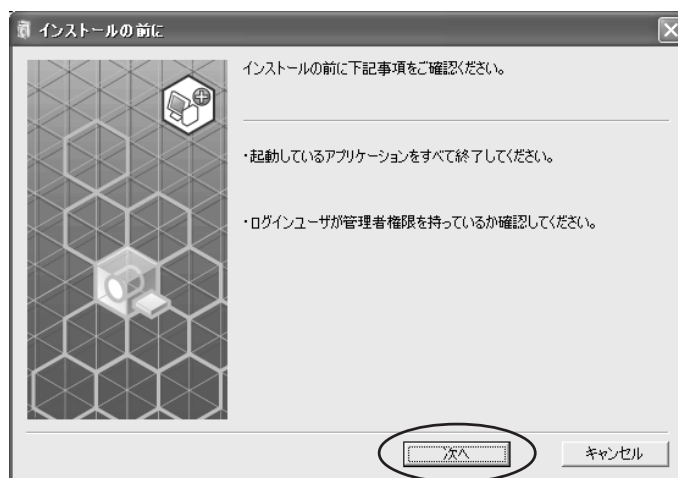 インストールの前に
インストールの前に下記事項をご確認ください。
・起動しているアプリケーションをすべて終了してください。
・ログインユーザが管理者権限を持っているか確認してください。
次へ
キャンセル